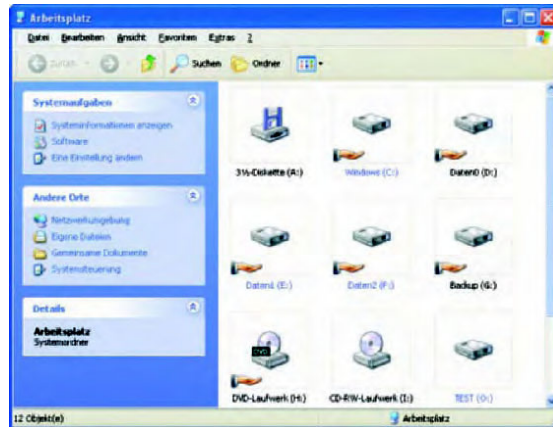 Arbeitsplatz
Datei Bearbeiten Ansicht Favoriten Extras ?
Zurück Suchen Ordner
Systemaufgaben
Systeminformationen anzeigen
Software
Eine Einstellung ändern
Andere Orte
Netzwerkumgebung
Eigene Dateien
Gemeinsame Dokumente
Systemsteuerung
Details
Arbeitsplatz
Systemordner
3½-Diskette (A:) Windows (C:) Daten0 (D:)
Daten1 (E:) Daten2 (F:) Backup (G:)
DVD
DVD-Laufwerk (H:) CD-RW-Laufwerk (I:) TEST (O:)
12 Objekt(e) Arbeitsplatz